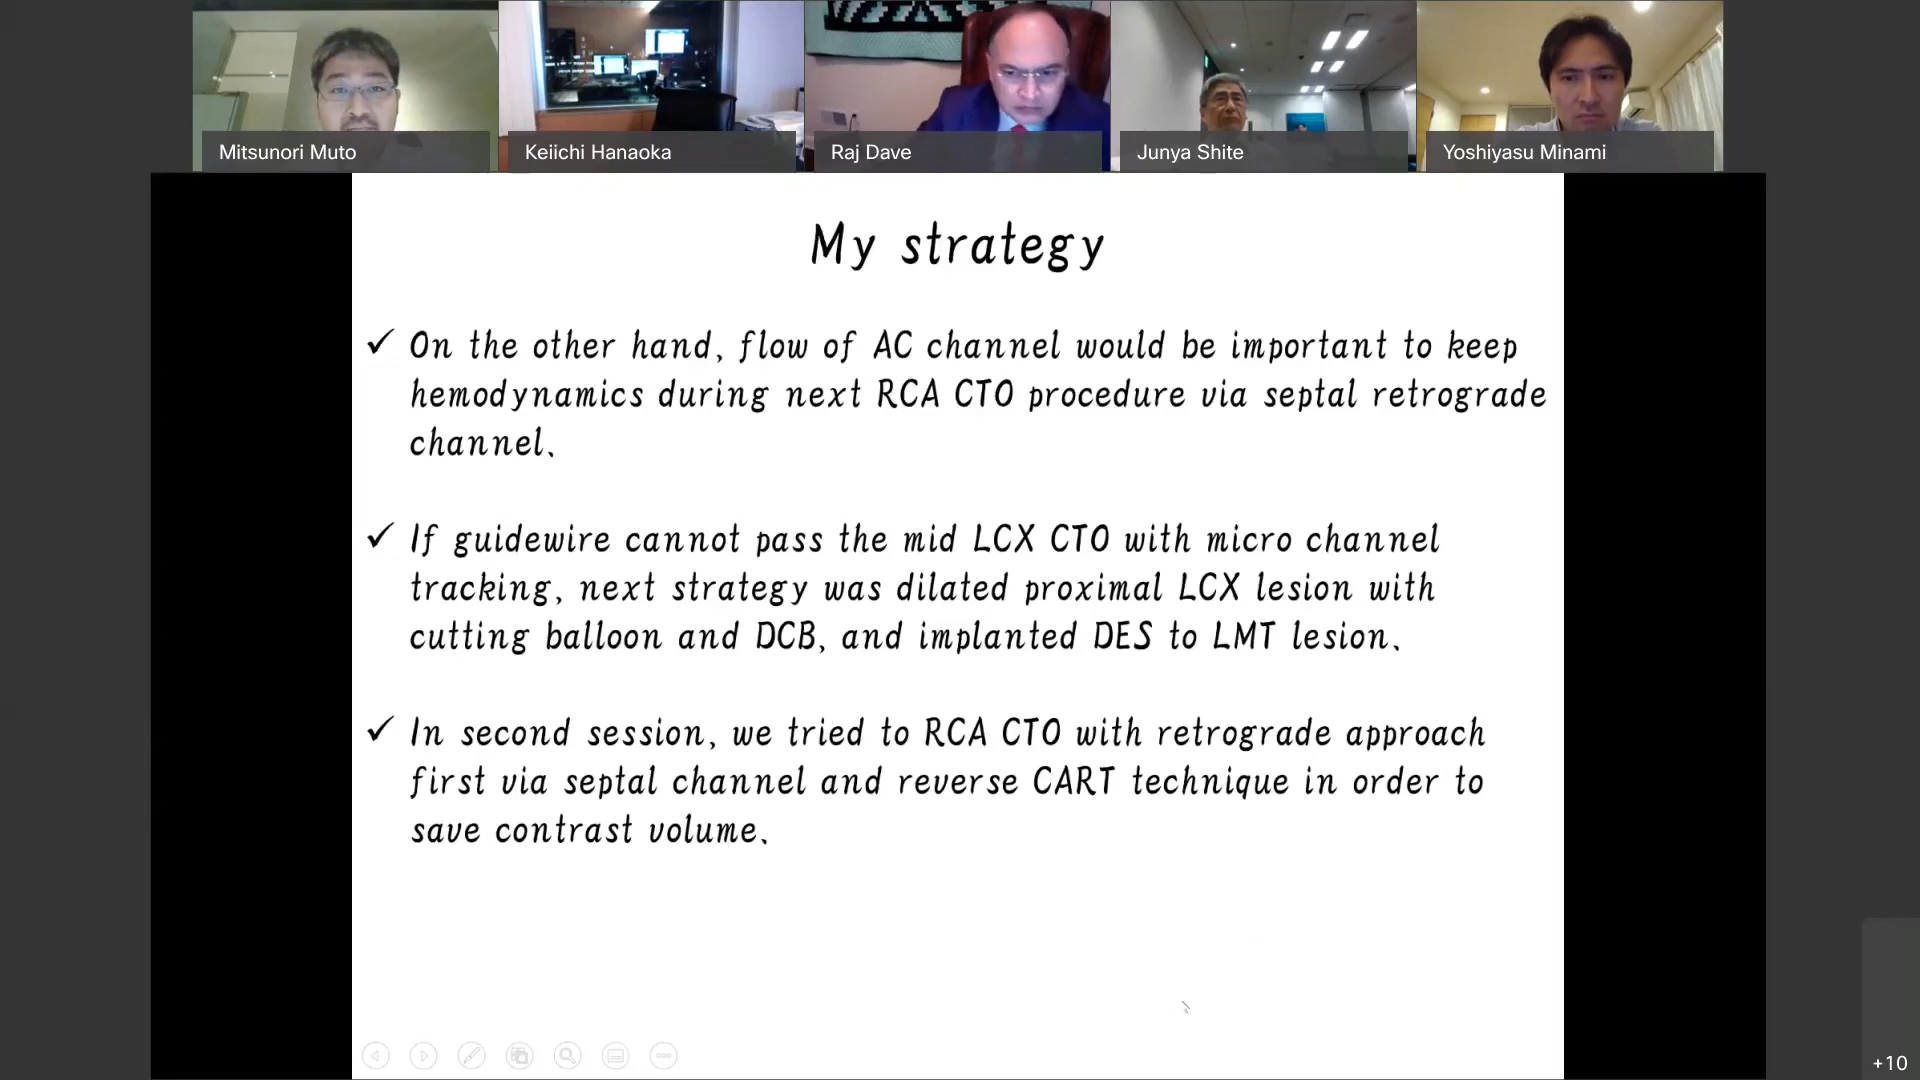 Mitsunori Muto
Keiichi Hanaoka
Raj Dave
Junya Shite
Yoshiyasu Minami
My strategy
✓ On the other hand, flow of AC channel would be important to keep
hemodynamics during next RCA CTO procedure via septal retrograde
channel.
✓ If guidewire cannot pass the mid LCX CTO with micro channel
tracking, next strategy was dilated proximal LCX lesion with
cutting balloon and DCB, and implanted DES to LMT lesion.
✓ In second session, we tried to RCA CTO with retrograde approach
first via septal channel and reverse CART technique in order to
save contrast volume.
+10